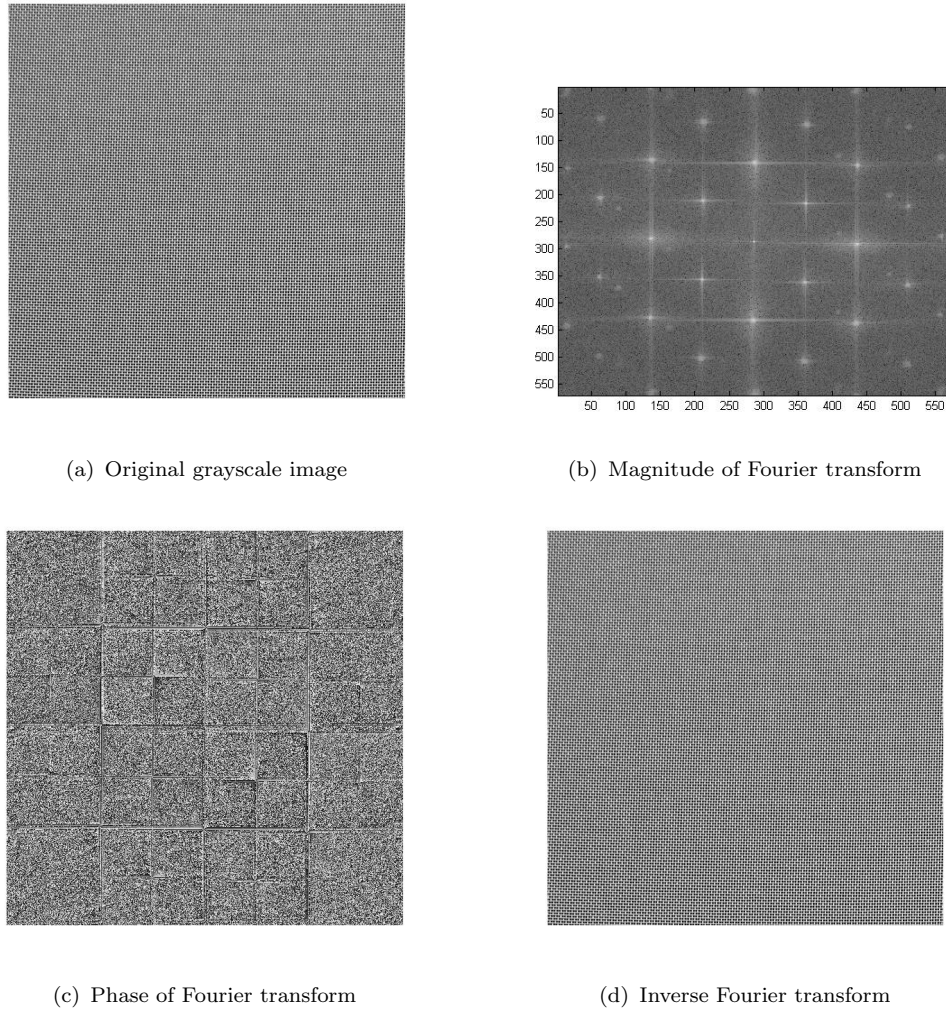 50
100
150
200
250
300
350
400
450
500
550
50 100 150 200 250 300 350 400 450 500 550
(a) Original grayscale image
(b) Magnitude of Fourier transform
(c) Phase of Fourier transform
(d) Inverse Fourier transform